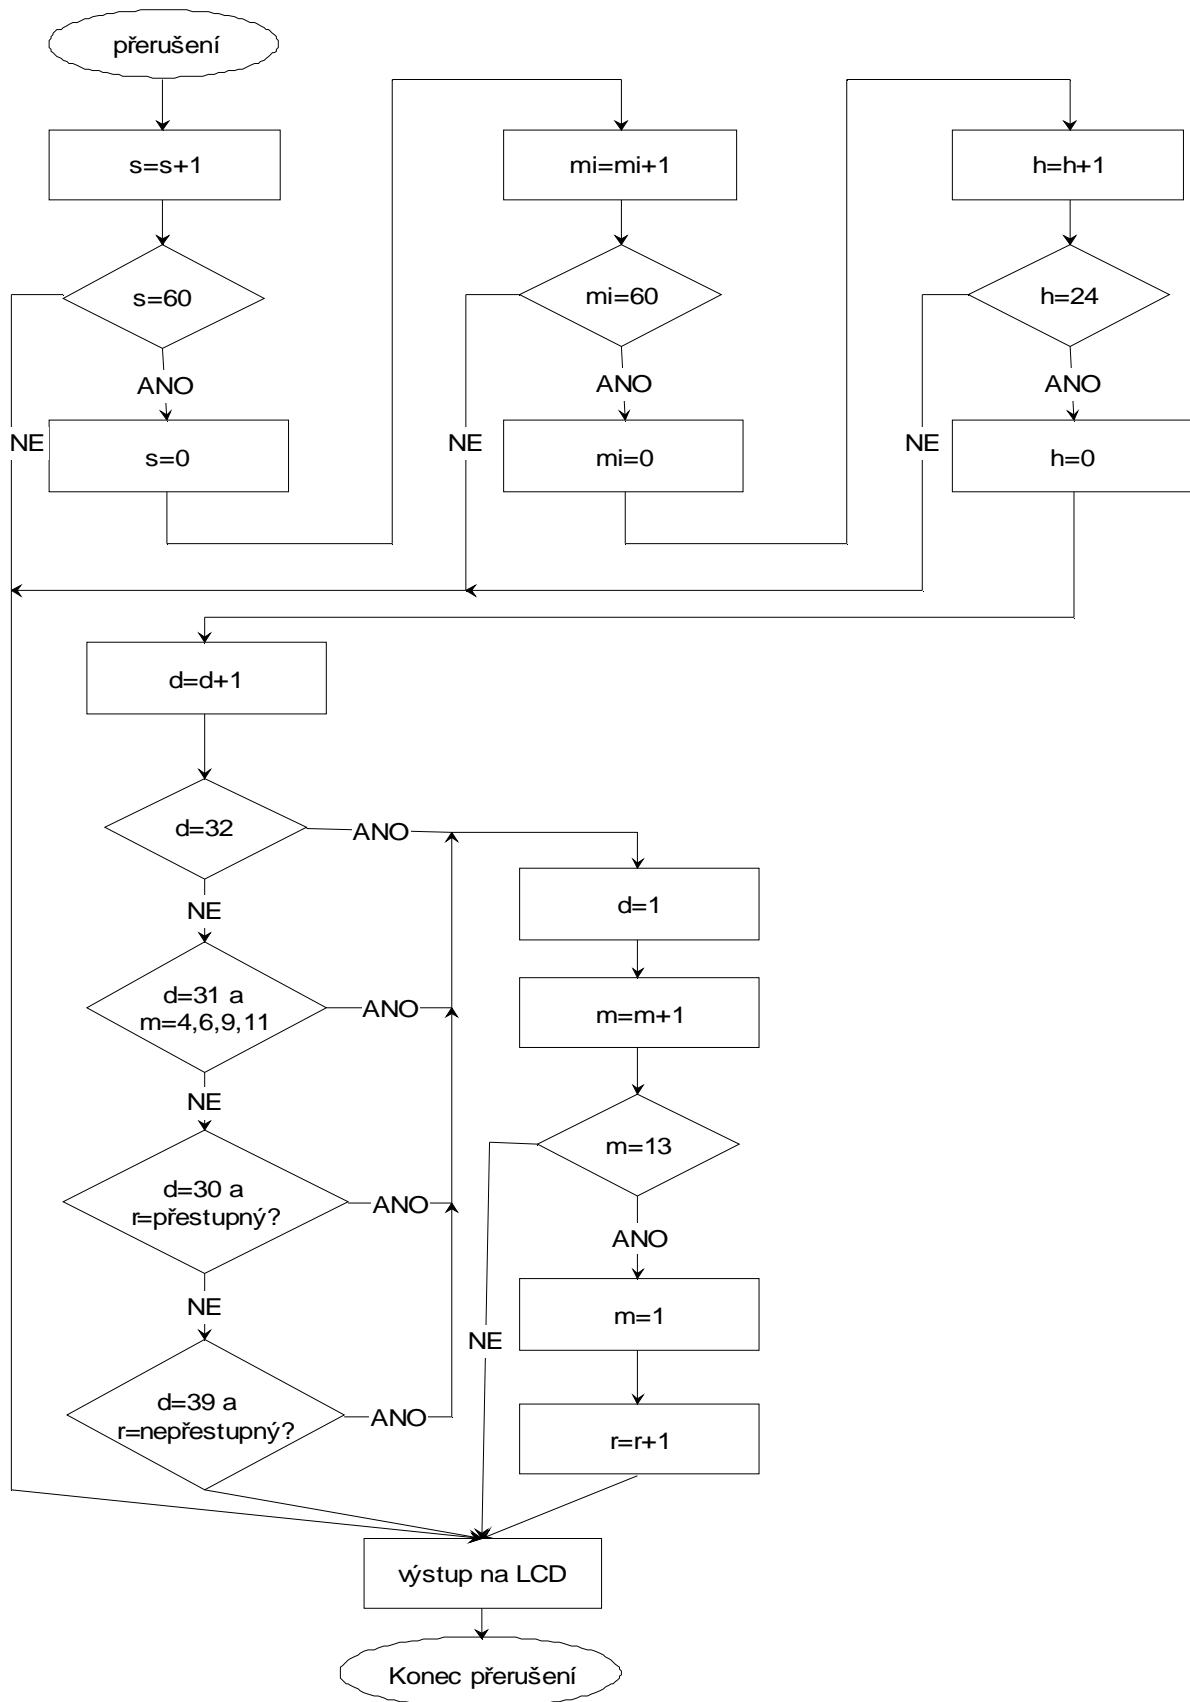 přerušení
s=s+1
mi=mi+1
h=h+1
s=60
mi=60
h=24
ANO
ANO
ANO
NE
s=0
NE
mi=0
NE
h=0
d=d+1
d=32
ANO
d=1
NE
d=31 a
m=4,6,9,11
ANO
m=m+1
NE
m=13
d=30 a
r=přestupný?
ANO
ANO
NE
m=1
NE
d=39 a
r=nepřestupný?
ANO
r=r+1
výstup na LCD
Konec přerušení